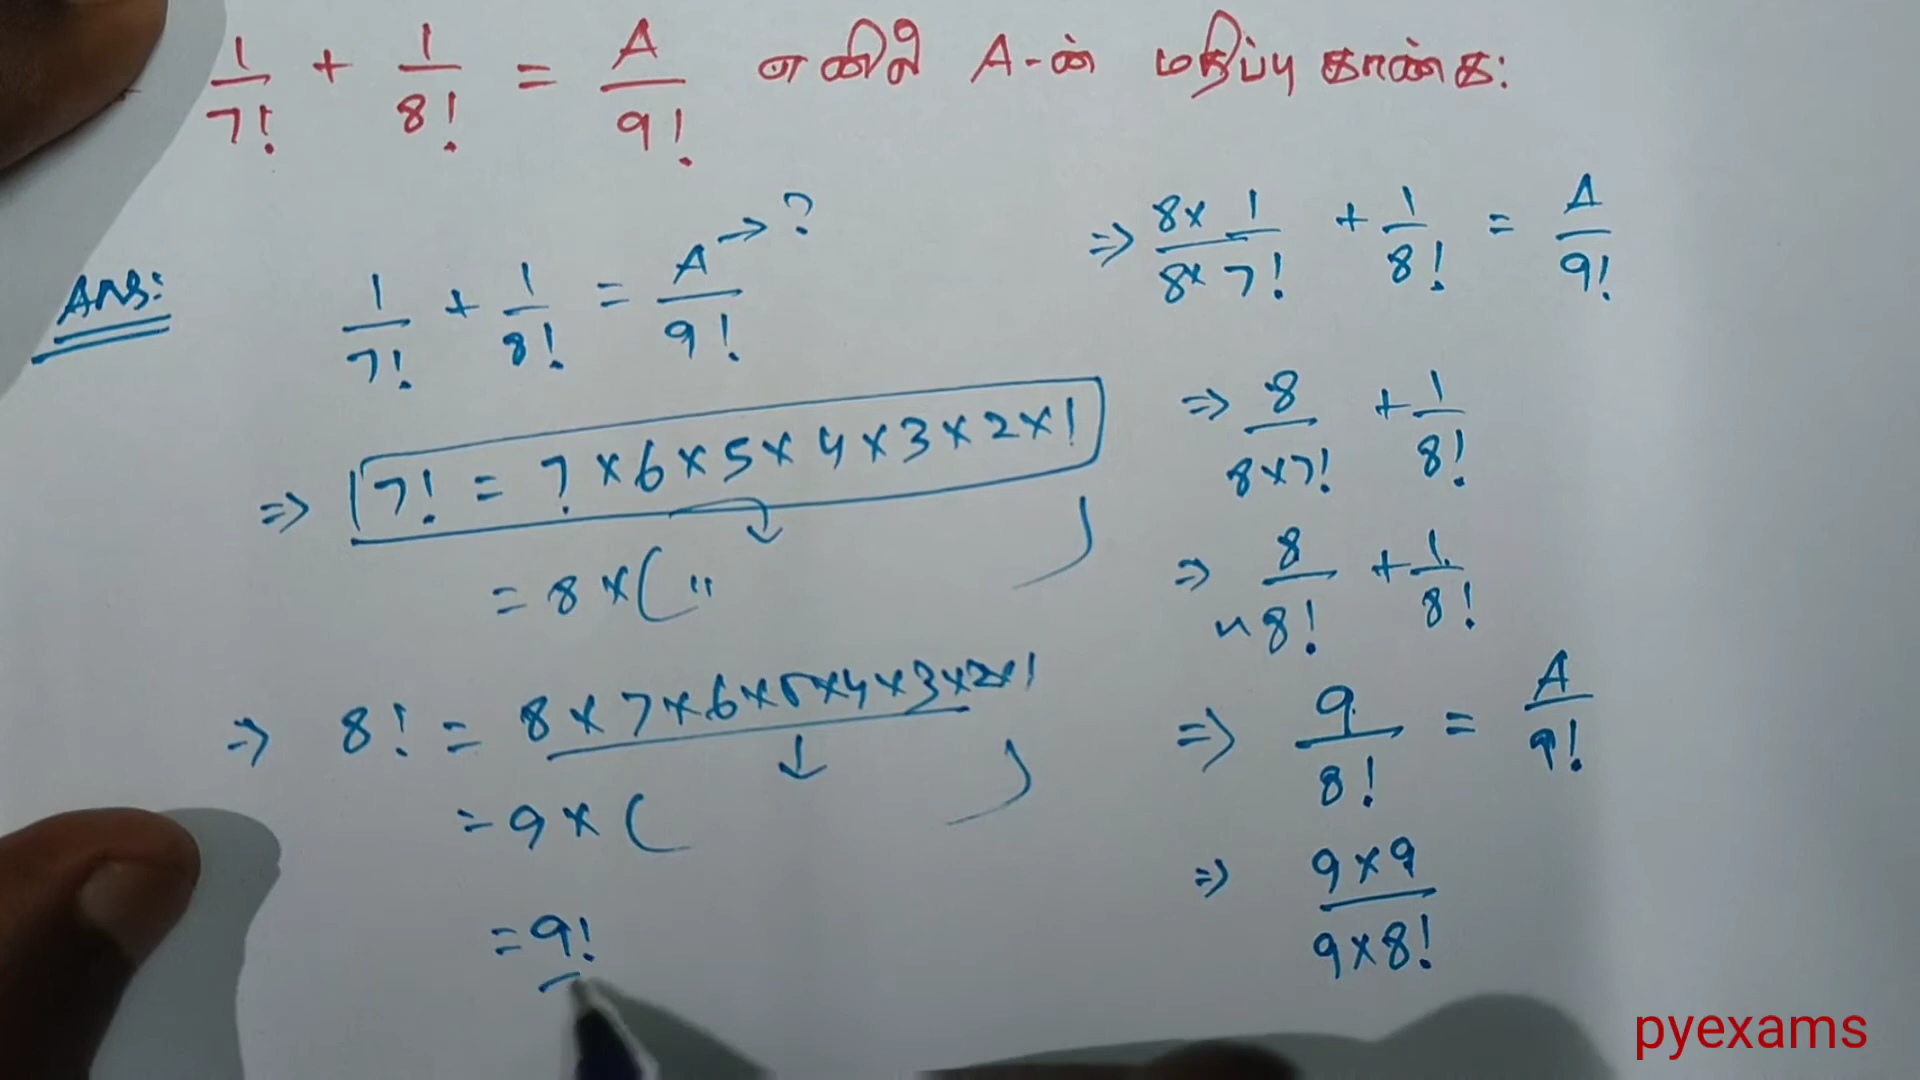 1/7! + 1/8! = A/9! எனில் A-ன் மதிப்பு காண்க:
Ans:
1/7! + 1/8! = A/9! → ?
⇒ 7! = 7 × 6 × 5 × 4 × 3 × 2 × 1
= 8 × ( " )
⇒ 8! = 8 × 7 × 6 × 5 × 4 × 3 × 2 × 1
= 9 × ( )
= 9!
⇒ 8 × 1/8 × 7! + 1/8! = A/9!
⇒ 8/8 × 7! + 1/8!
⇒ 8/8! + 1/8!
⇒ 9/8! = A/9!
⇒ 9 × 9/9 × 8!
pyexams